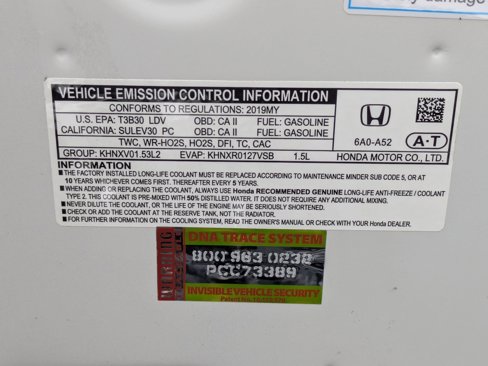 damage
VEHICLE EMISSION CONTROL INFORMATION
CONFORMS TO REGULATIONS: 2019MY
U.S. EPA: T3B30 LDV OBD: CA II FUEL: GASOLINE
CALIFORNIA: SULEV30 PC OBD: CA II FUEL: GASOLINE
TWC, WR-HO2S, HO2S, DFI, TC, CAC
GROUP: KHNXV01.53L2 EVAP: KHNXR0127VSB 1.5L
6A0-A52 A·T
HONDA MOTOR CO., LTD.
INFORMATION
■ THE FACTORY INSTALLED LONG-LIFE COOLANT MUST BE REPLACED ACCORDING TO MAINTENANCE MINDER SUB CODE 5, OR AT
10 YEARS WHICHEVER COMES FIRST. THEREAFTER EVERY 5 YEARS.
■ WHEN ADDING OR REPLACING THE COOLANT, ALWAYS USE Honda RECOMMENDED GENUINE LONG-LIFE ANTI-FREEZE / COOLANT
TYPE 2. THIS COOLANT IS PREMIXED WITH 50% DISTILLED WATER. IT DOES NOT REQUIRE ANY ADDITIONAL MIXING.
■ NEVER DILUTE THE COOLANT, OR THE ENGINE MAY BE SERIOUSLY SHORTENED.
■ CHECK OR ADD THE COOLANT AT THE RESERVE TANK, NOT THE RADIATOR.
■ FOR FURTHER INFORMATION ON THE COOLING SYSTEM, READ THE OWNER'S MANUAL OR CHECK WITH YOUR Honda DEALER.
WARNING
DNA TRACE SYSTEM
800 963 0232
PCC73389
INVISIBLE VEHICLE SECURITY